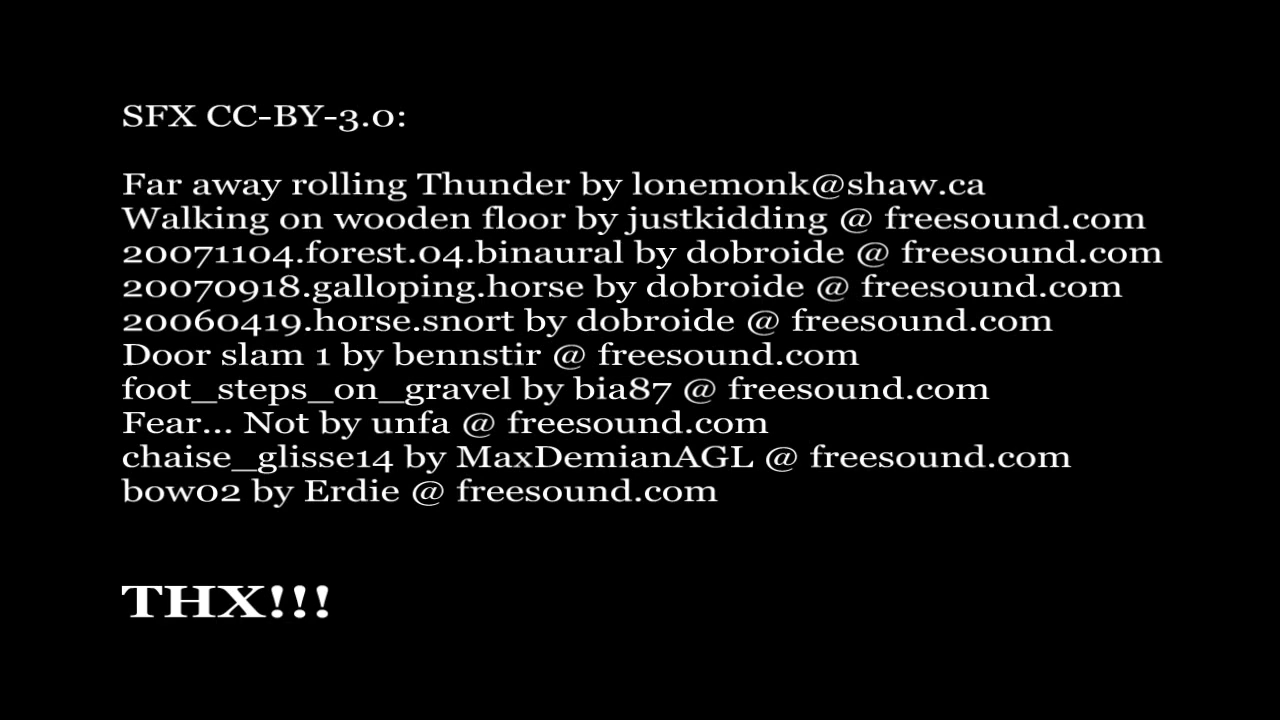 SFX CC-BY-3.0:
Far away rolling Thunder by lonemonk@shaw.ca
Walking on wooden floor by justkidding @ freesound.com
20071104.forest.04.binaural by dobroide @ freesound.com
20070918.galloping.horse by dobroide @ freesound.com
20060419.horse.snort by dobroide @ freesound.com
Door slam 1 by bennstir @ freesound.com
foot_steps_on_gravel by bia87 @ freesound.com
Fear... Not by unfa @ freesound.com
chaise_glisse14 by MaxDemianAGL @ freesound.com
bow02 by Erdie @ freesound.com
THX!!!